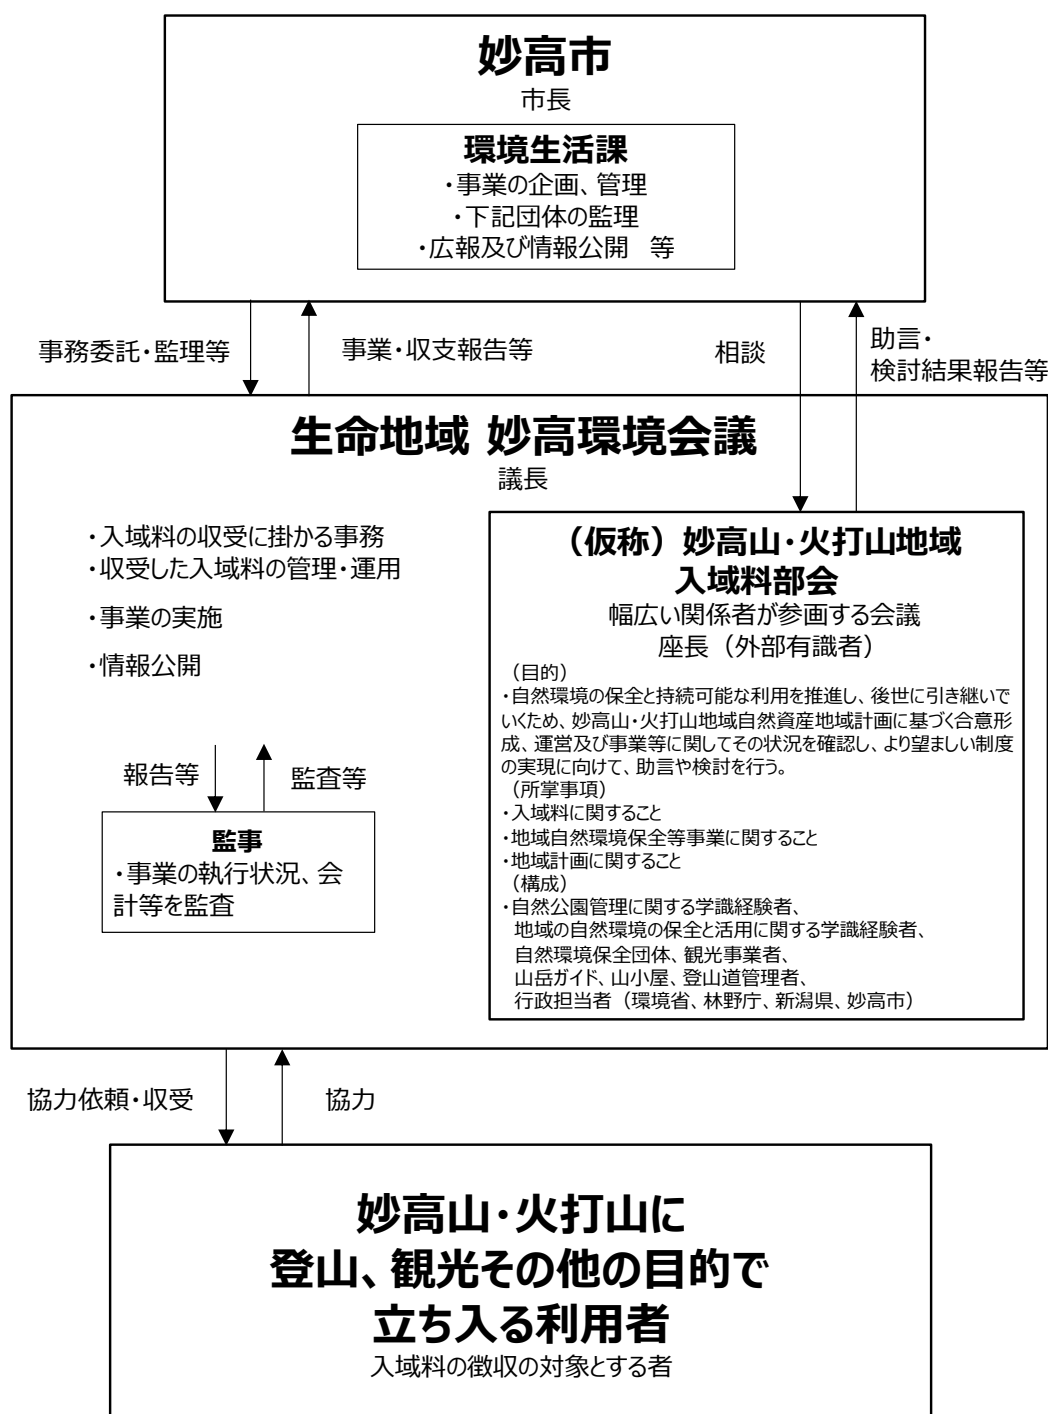 妙高市
市長
環境生活課
・事業の企画、管理
・下記団体の監理
・広報及び情報公開　等
事務委託・監理等
事業・収支報告等
相談
助言・
検討結果報告等
生命地域 妙高環境会議
議長
・入域料の収受に掛かる事務
・収受した入域料の管理・運用
・事業の実施
・情報公開
報告等
監査等
監事
・事業の執行状況、会
計等を監査
（仮称）妙高山・火打山地域
入域料部会
幅広い関係者が参画する会議
座長（外部有識者）
（目的）
・自然環境の保全と持続可能な利用を推進し、後世に引き継いで
いくため、妙高山・火打山地域自然資産地域計画に基づく合意形
成、運営及び事業等に関してその状況を確認し、より望ましい制度
の実現に向けて、助言や検討を行う。
（所掌事項）
・入域料に関すること
・地域自然環境保全等事業に関すること
・地域計画に関すること
（構成）
・自然公園管理に関する学識経験者、
地域の自然環境の保全と活用に関する学識経験者、
自然環境保全団体、観光事業者、
山岳ガイド、山小屋、登山道管理者、
行政担当者（環境省、林野庁、新潟県、妙高市）
協力依頼・収受
協力
妙高山・火打山に
登山、観光その他の目的で
立ち入る利用者
入域料の徴収の対象とする者